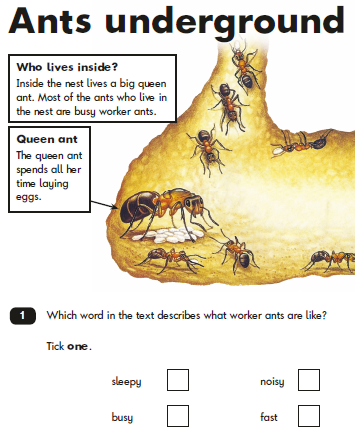 Ants underground
Who lives inside?
Inside the nest lives a big queen
ant. Most of the ants who live in
the nest are busy worker ants.
Queen ant
The queen ant
spends all her
time laying
eggs.
1 Which word in the text describes what worker ants are like?
Tick one.
sleepy noisy
busy fast